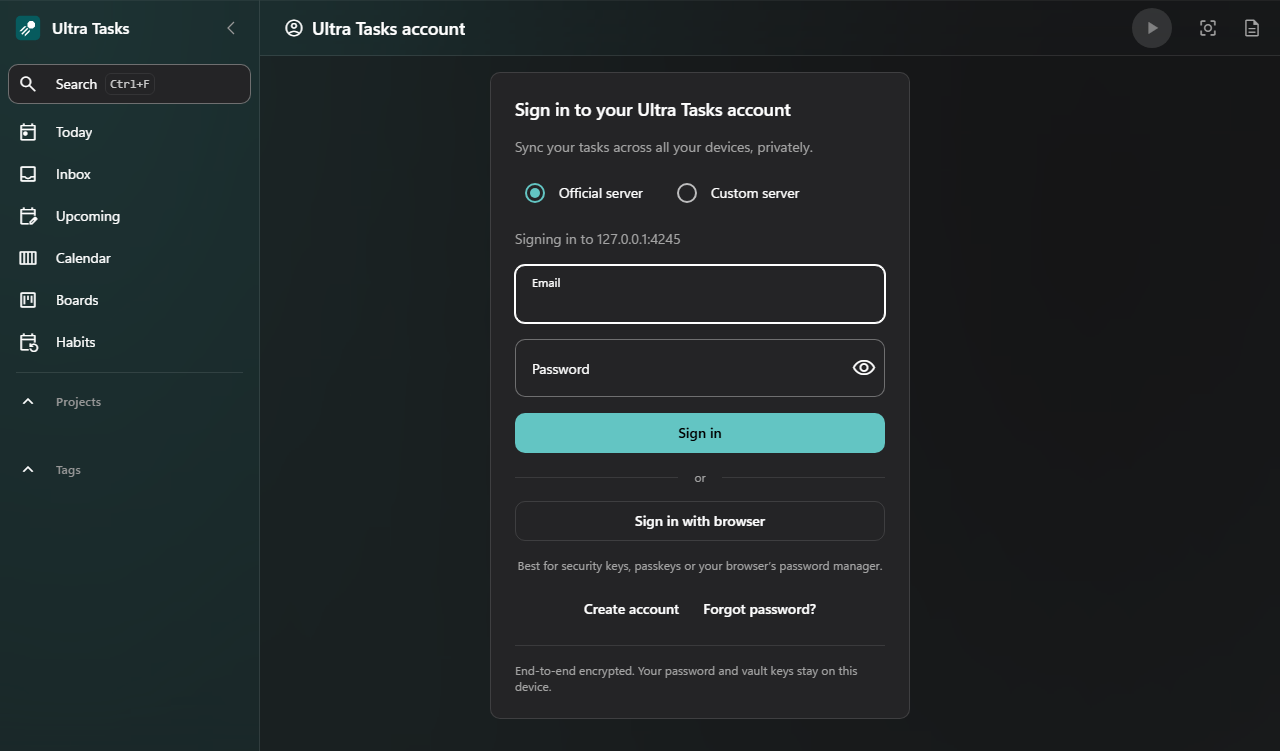 Ultra Tasks
Search Ctrl+F
Today
Inbox
Upcoming
Calendar
Boards
Habits
Projects
Tags
Ultra Tasks account
Sign in to your Ultra Tasks account
Sync your tasks across all your devices, privately.
Official server
Custom server
Signing in to 127.0.0.1:4245
Email
Password
Sign in
or
Sign in with browser
Best for security keys, passkeys or your browser's password manager.
Create account
Forgot password?
End-to-end encrypted. Your password and vault keys stay on this
device.